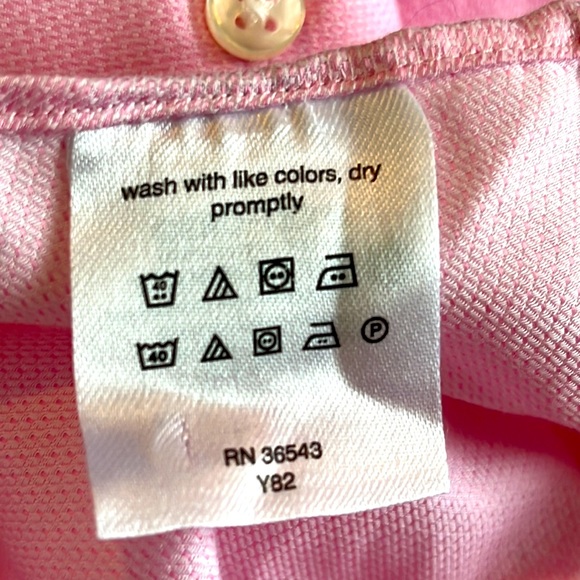 wash with like colors, dry
promptly
40
40 P
RN 36543
Y82